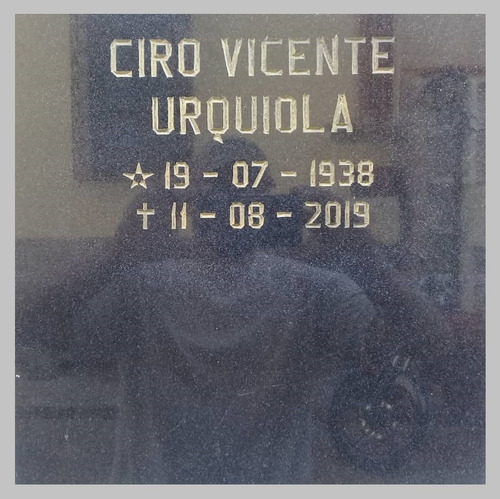 CIRO VICENTE
URQUIOLA
☆ 19 - 07 - 1938
✝ 11 - 08 - 2019